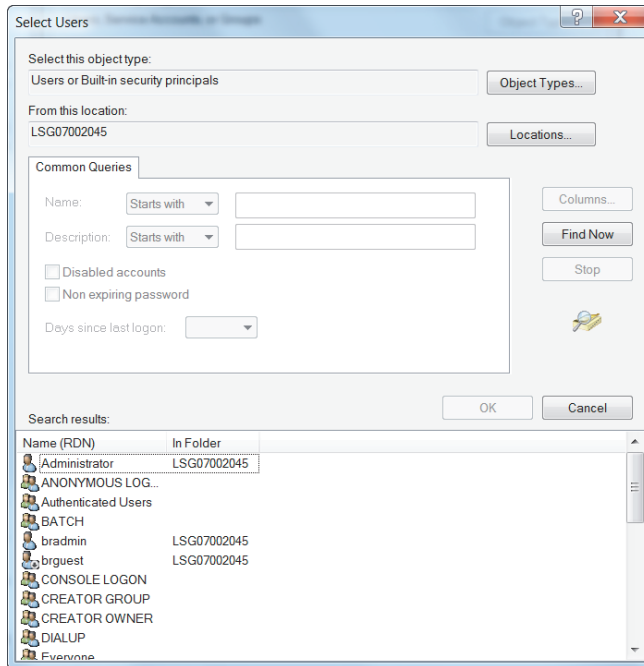 Select Users
Select this object type:
Users or Built-in security principals
Object Types...
From this location:
LSG07002045
Locations...
Common Queries
Name:
Starts with
Columns...
Description:
Starts with
Find Now
Disabled accounts
Stop
Non expiring password
Days since last logon:
OK
Cancel
Search results:
Name (RDN) In Folder
Administrator LSG07002045
ANONYMOUS LOG...
Authenticated Users
BATCH
bradmin LSG07002045
brguest LSG07002045
CONSOLE LOGON
CREATOR GROUP
CREATOR OWNER
DIALUP
Everyone